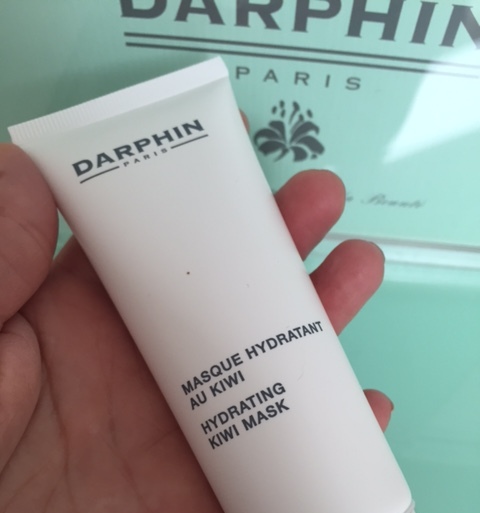 DARPHIN
PARIS
DARPHIN
PARIS
MASQUE HYDRATANT
AU KIWI
HYDRATING
KIWI MASK